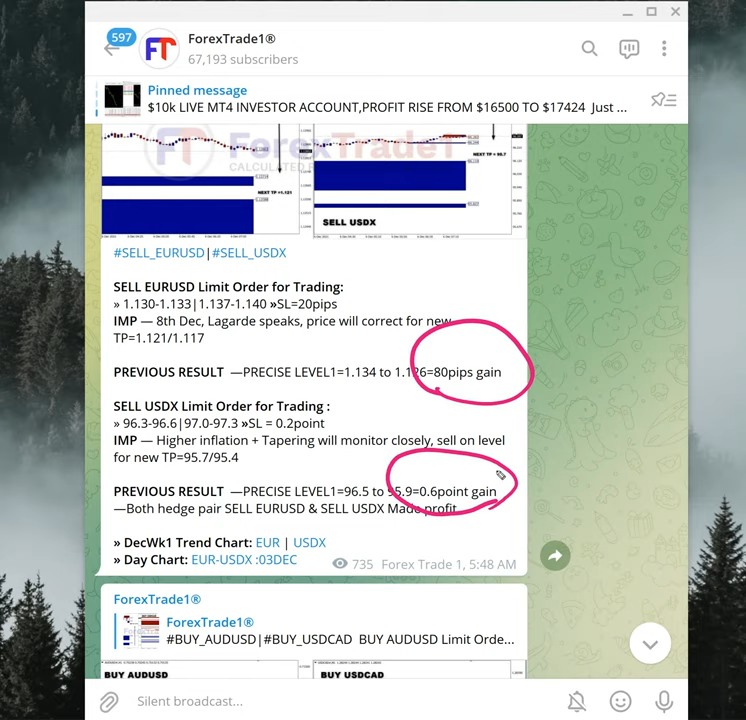 597
FT
ForexTrade1®
67,193 subscribers
Pinned message
$10k LIVE MT4 INVESTOR ACCOUNT,PROFIT RISE FROM $16500 TO $17424 Just ...
ForexTrade1
NEXT TP =1.121
NEXT TP = 95.7
SELL USDX
#SELL_EURUSD|#SELL_USDX
SELL EURUSD Limit Order for Trading:
» 1.130-1.133|1.137-1.140 »SL=20pips
IMP — 8th Dec, Lagarde speaks, price will correct for new
TP=1.121/1.117
PREVIOUS RESULT —PRECISE LEVEL1=1.134 to 1.126=80pips gain
SELL USDX Limit Order for Trading :
» 96.3-96.6|97.0-97.3 »SL = 0.2point
IMP — Higher inflation + Tapering will monitor closely, sell on level
for new TP=95.7/95.4
PREVIOUS RESULT —PRECISE LEVEL1=96.5 to 95.9=0.6point gain
—Both hedge pair SELL EURUSD & SELL USDX Made profit
» DecWk1 Trend Chart: EUR | USDX
» Day Chart: EUR-USDX :03DEC
735 Forex Trade 1, 5:48 AM
ForexTrade1®
ForexTrade1®
#BUY_AUDUSD|#BUY_USDCAD BUY AUDUSD Limit Orde...
BUY AUDUSD
BUY USDCAD
Silent broadcast...